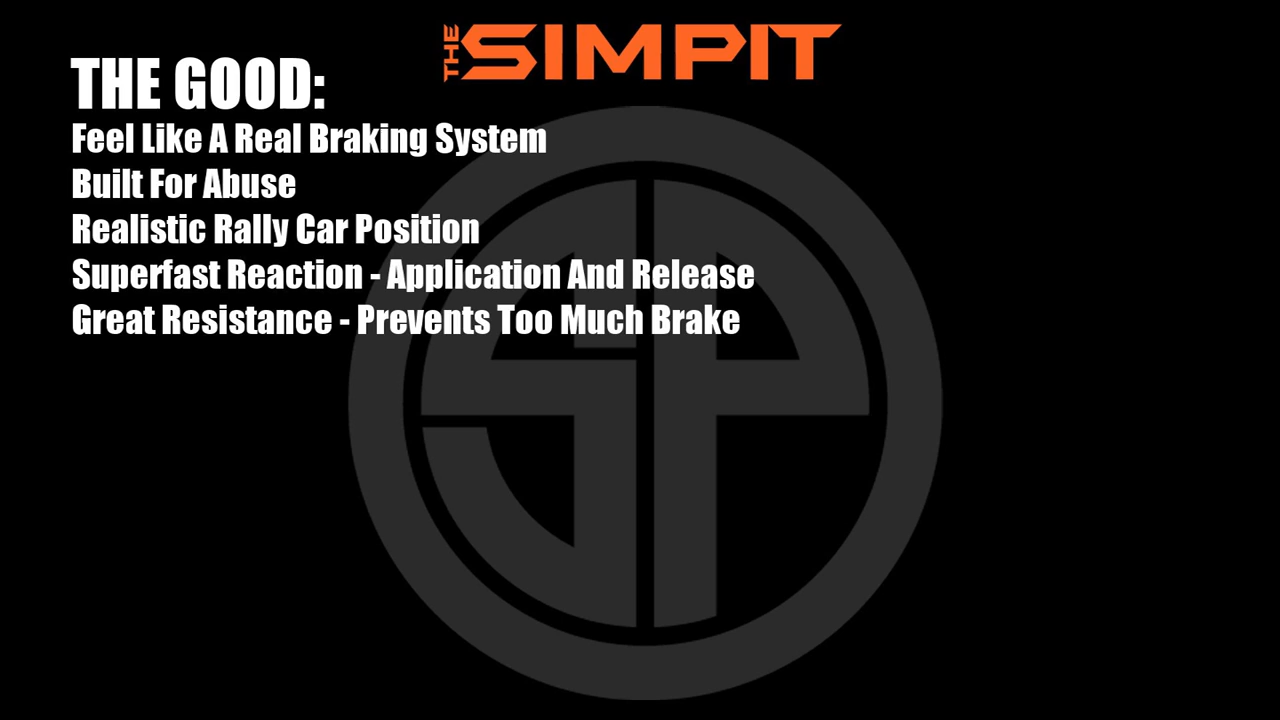 THE SIMPIT
THE GOOD:
Feel Like A Real Braking System
Built For Abuse
Realistic Rally Car Position
Superfast Reaction - Application And Release
Great Resistance - Prevents Too Much Brake
SP